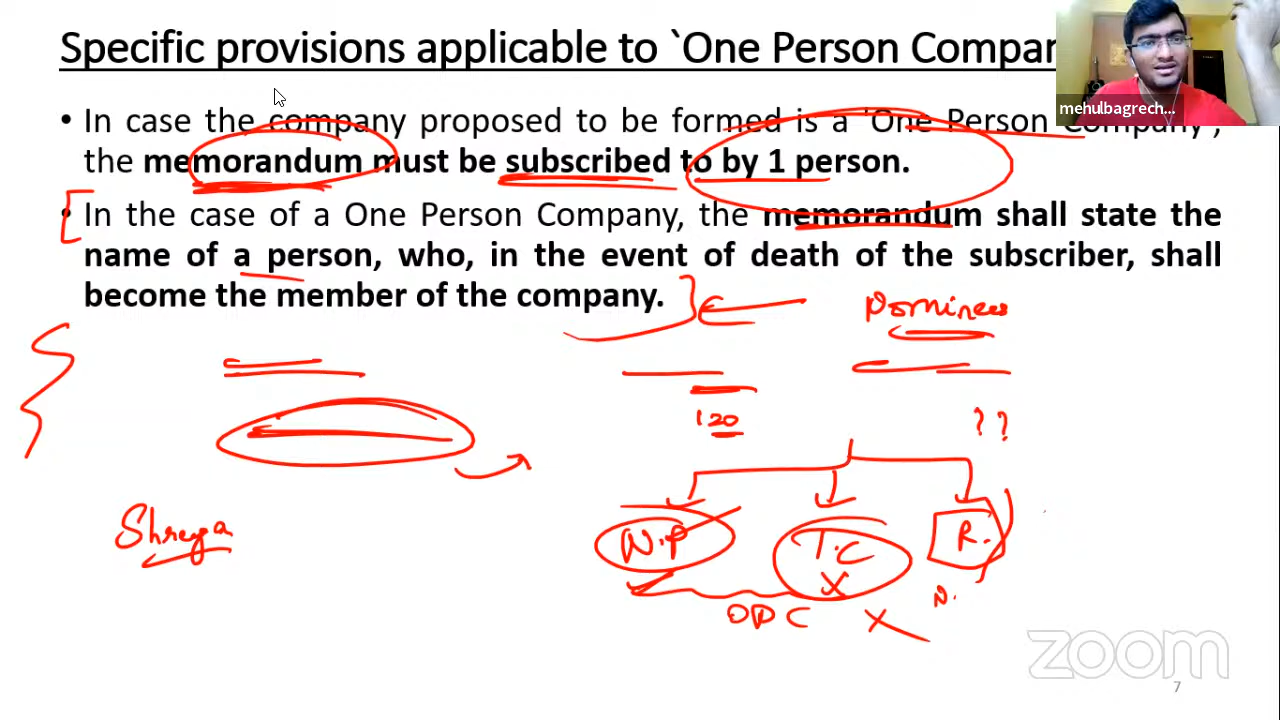 Specific provisions applicable to `One Person Compan
mehulbagrech...
• In case the company proposed to be formed is a 'One Person Company',
the memorandum must be subscribed to by 1 person.
• In the case of a One Person Company, the memorandum shall state the
name of a person, who, in the event of death of the subscriber, shall
become the member of the company.
Nominee
120
??
Shreya
N.P
I.C
R.
X
N.
OPC
X
zoom
7